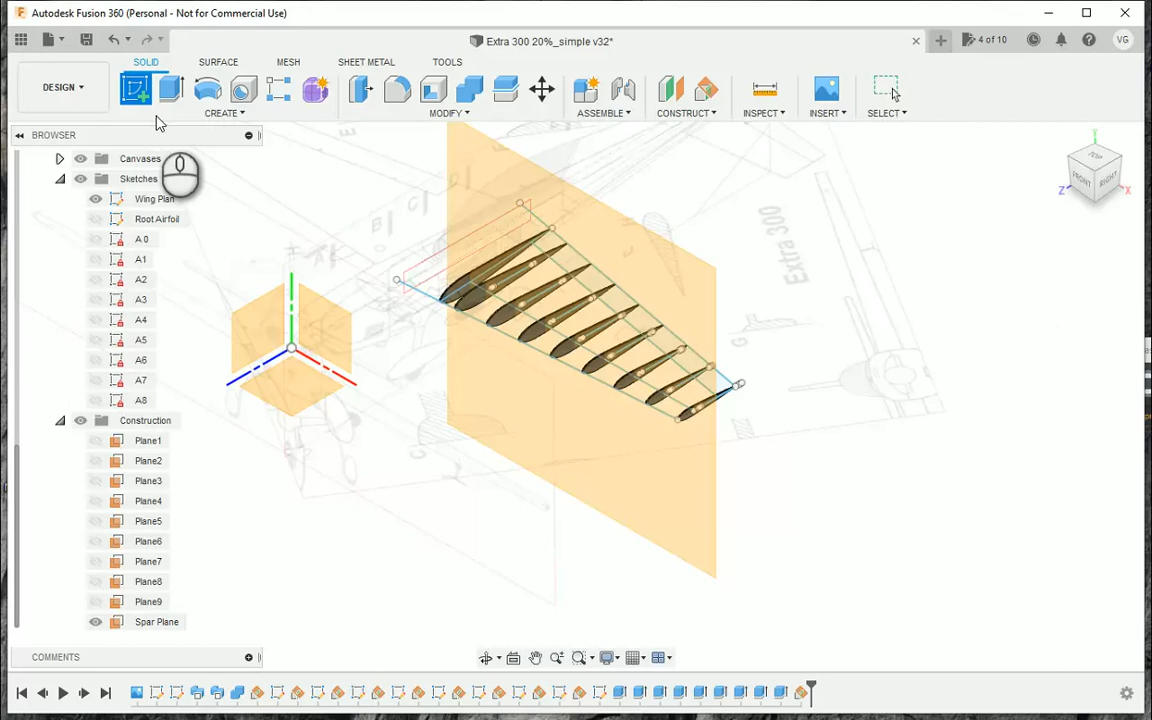 Autodesk Fusion 360 (Personal - Not for Commercial Use)
Extra 300 20%_simple v32*
4 of 10
VG
DESIGN
SOLID
SURFACE
MESH
SHEET METAL
TOOLS
CREATE
MODIFY
ASSEMBLE
CONSTRUCT
INSPECT
INSERT
SELECT
BROWSER
Canvases
Sketches
Wing Plan
Root Airfoil
A 0
A1
A2
A3
A4
A5
A6
A7
A8
Construction
Plane1
Plane2
Plane3
Plane4
Plane5
Plane6
Plane7
Plane8
Plane9
Spar Plane
Extra 300
TOP
FRONT
RIGHT
Y
Z
X
COMMENTS